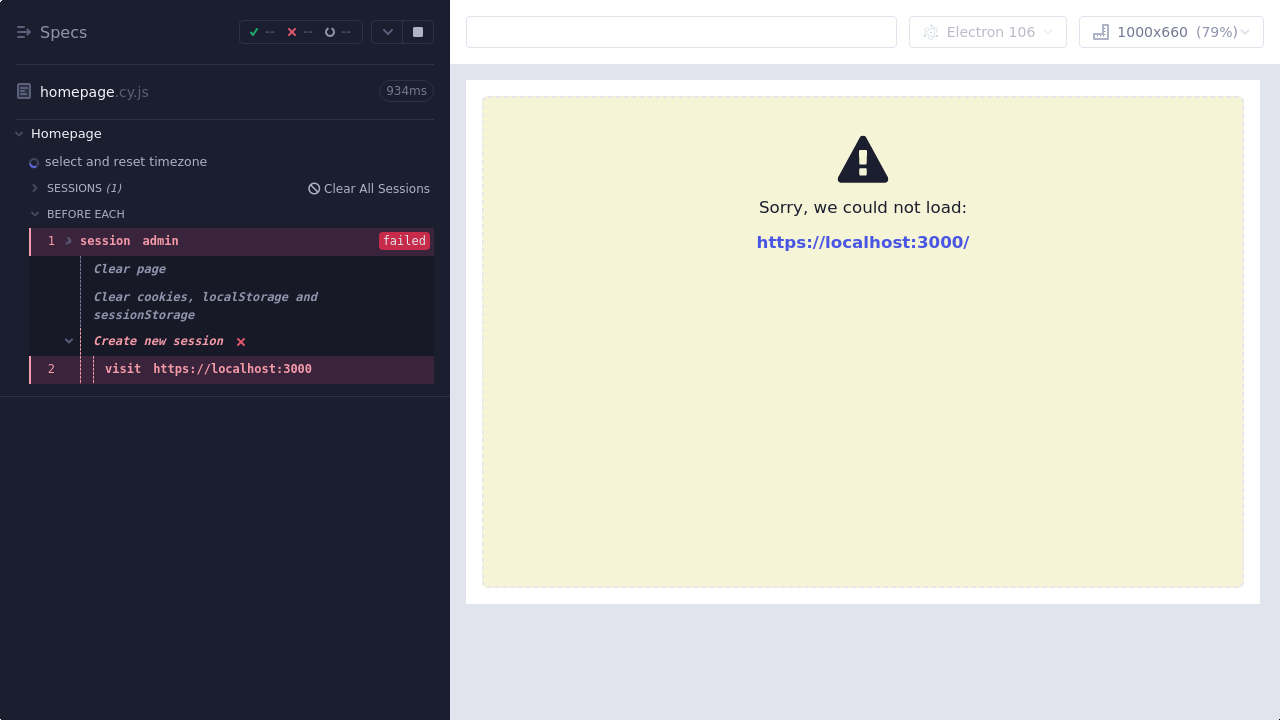 Specs
--
--
--
Electron 106
1000x660 (79%)
homepage.cy.js
934ms
Homepage
select and reset timezone
SESSIONS (1)
Clear All Sessions
BEFORE EACH
1 session admin failed
Clear page
Clear cookies, localStorage and
sessionStorage
Create new session
2 visit https://localhost:3000
Sorry, we could not load:
https://localhost:3000/